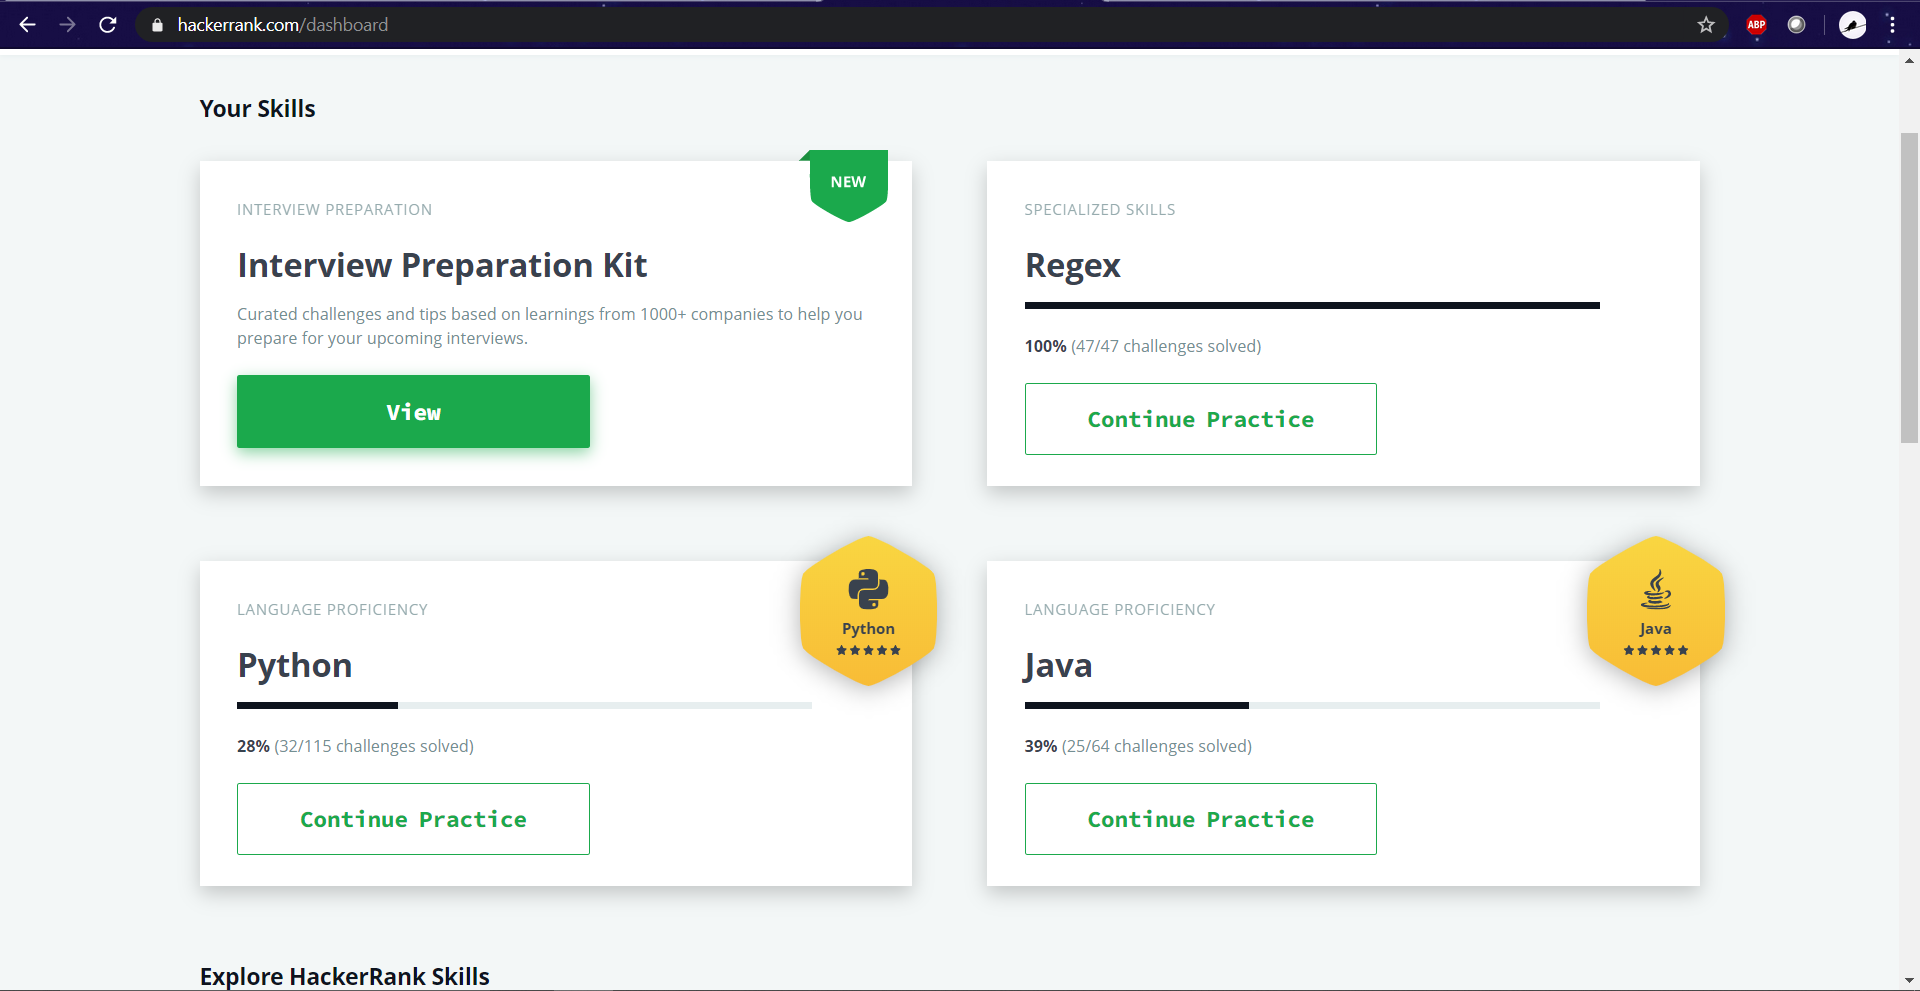 hackerrank.com/dashboard
ABP
Your Skills
NEW
INTERVIEW PREPARATION
Interview Preparation Kit
Curated challenges and tips based on learnings from 1000+ companies to help you
prepare for your upcoming interviews.
View
SPECIALIZED SKILLS
Regex
100% (47/47 challenges solved)
Continue Practice
LANGUAGE PROFICIENCY
Python
Python
28% (32/115 challenges solved)
Continue Practice
LANGUAGE PROFICIENCY
Java
Java
39% (25/64 challenges solved)
Continue Practice
Explore HackerRank Skills